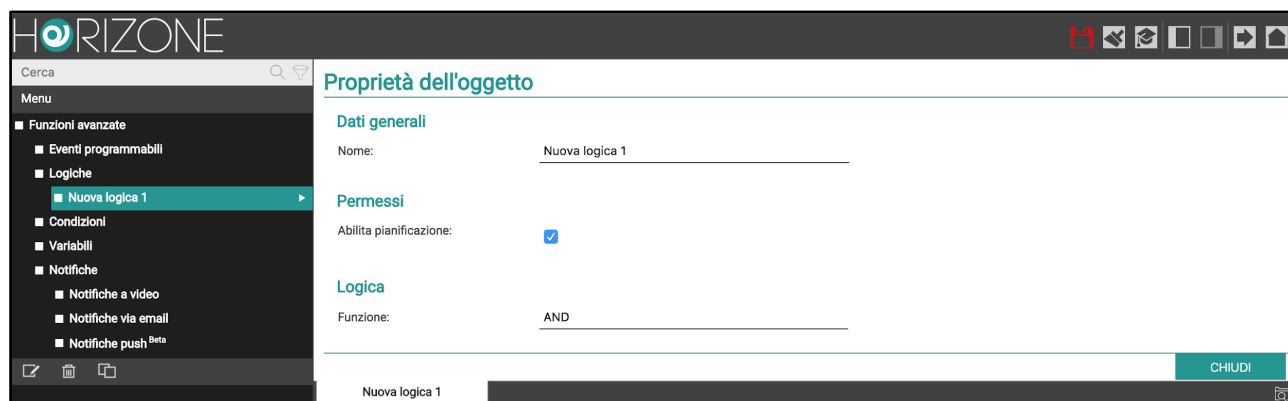 HORIZONE
Cerca
Menu
Funzioni avanzate
Eventi programmabili
Logiche
Nuova logica 1
Condizioni
Variabili
Notifiche
Notifiche a video
Notifiche via email
Notifiche push Beta
Proprietà dell'oggetto
Dati generali
Nome: Nuova logica 1
Permessi
Abilita pianificazione:
Logica
Funzione: AND
CHIUDI
Nuova logica 1